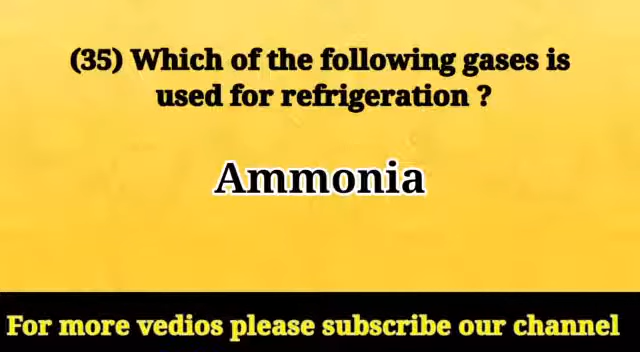 (35) Which of the following gases is
used for refrigeration ?
Ammonia
For more vedios please subscribe our channel